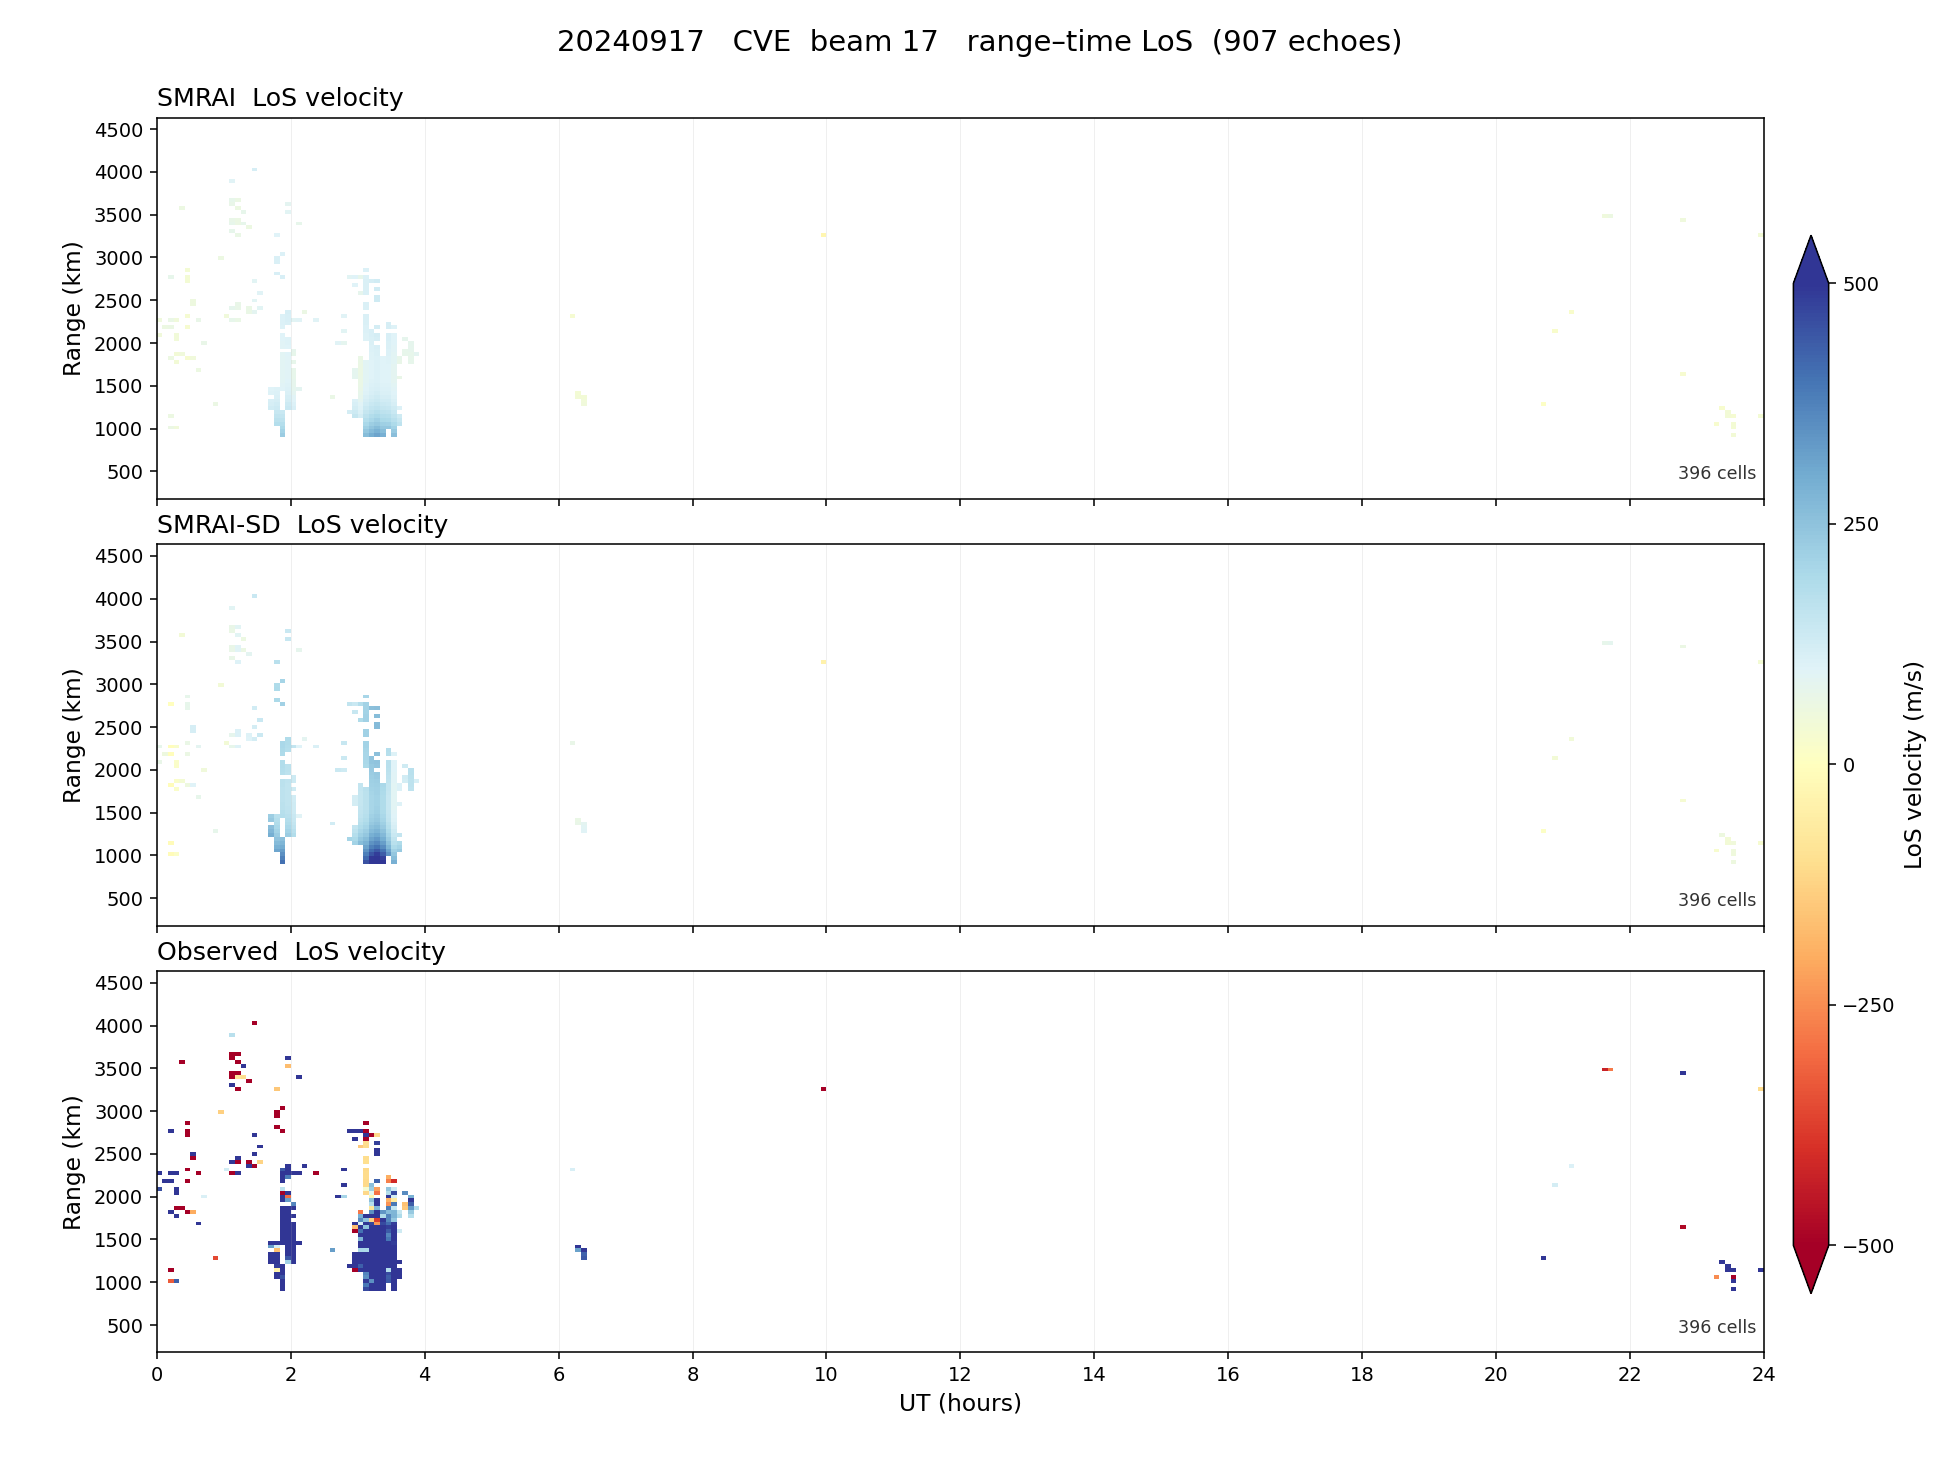 20240917   CVE  beam 17   range–time LoS  (907 echoes)
SMRAI  LoS velocity
4500
4000
3500
3000
2500
2000
1500
1000
500
Range (km)
396 cells
SMRAI-SD  LoS velocity
4500
4000
3500
3000
2500
2000
1500
1000
500
Range (km)
396 cells
Observed  LoS velocity
4500
4000
3500
3000
2500
2000
1500
1000
500
Range (km)
396 cells
0 2 4 6 8 10 12 14 16 18 20 22 24
UT (hours)
500
250
0
−250
−500
LoS velocity (m/s)